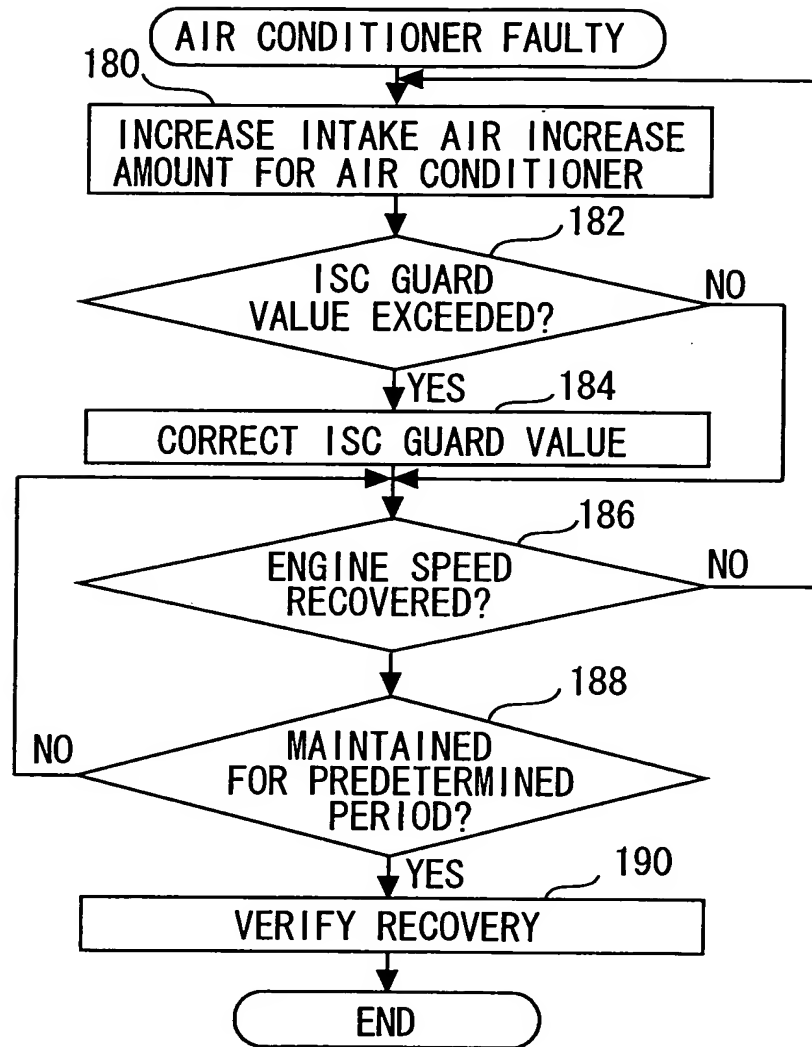 AIR CONDITIONER FAULTY
180
INCREASE INTAKE AIR INCREASE
AMOUNT FOR AIR CONDITIONER
182
ISC GUARD
VALUE EXCEEDED?
NO
YES
184
CORRECT ISC GUARD VALUE
186
ENGINE SPEED
RECOVERED?
NO
188
NO
MAINTAINED
FOR PREDETERMINED
PERIOD?
YES
190
VERIFY RECOVERY
END